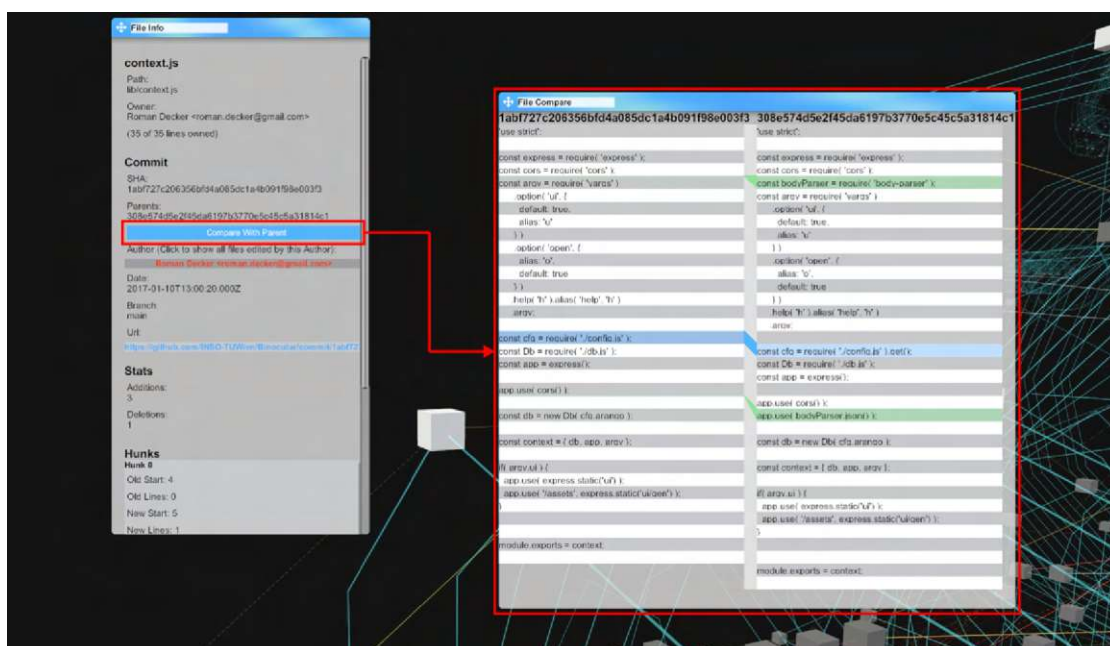 File Info
context.js
Path:
lib/context.js
Owner:
Roman Decker <roman.decker@gmail.com>
(35 of 35 lines owned)
Commit
SHA:
1abf727c206356bfd4a085dc1a4b091f98e003f3
Parents:
308e574d5e2f45da6197b3770e5c45c5a31814c1
Compare With Parent
Author (Click to show all files edited by this Author):
Roman Decker <roman.decker@gmail.com>
Date:
2017-01-10T13:00:20.000Z
Branch
main
Url:
Stats
Additions:
3
Deletions:
1
Hunks
Hunk 0
Old Start: 4
Old Lines: 0
New Start: 5
New Lines: 1
File Compare
1abf727c206356bfd4a085dc1a4b091f98e003f3
'use strict';
const express = require( 'express' );
const cors = require( 'cors' );
const argv = require( 'yargs' )
.option( 'ui', {
default: true,
alias: 'u'
} )
.option( 'open', {
alias: 'o',
default: true
} )
.help( 'h' ).alias( 'help', 'h' )
.argv;
const cfg = require( './config.js' );
const Db = require( './db.js' );
const app = express();
app.use( cors() );
const db = new Db( cfg.arango );
const context = { db, app, argv };
if( argv.ui ) {
app.use( express.static('ui') );
app.use( '/assets', express.static('ui/gen') );
}
module.exports = context;
308e574d5e2f45da6197b3770e5c45c5a31814c1
'use strict';
const express = require( 'express' );
const cors = require( 'cors' );
const bodyParser = require( 'body-parser' );
const argv = require( 'yargs' )
.option( 'ui', {
default: true,
alias: 'u'
} )
.option( 'open', {
alias: 'o',
default: true
} )
.help( 'h' ).alias( 'help', 'h' )
.argv;
const cfg = require( './config.js' ).get();
const Db = require( './db.js' );
const app = express();
app.use( cors() );
app.use( bodyParser.json() );
const db = new Db( cfg.arango );
const context = { db, app, argv };
if( argv.ui ) {
app.use( express.static('ui') );
app.use( '/assets', express.static('ui/gen') );
}
module.exports = context;